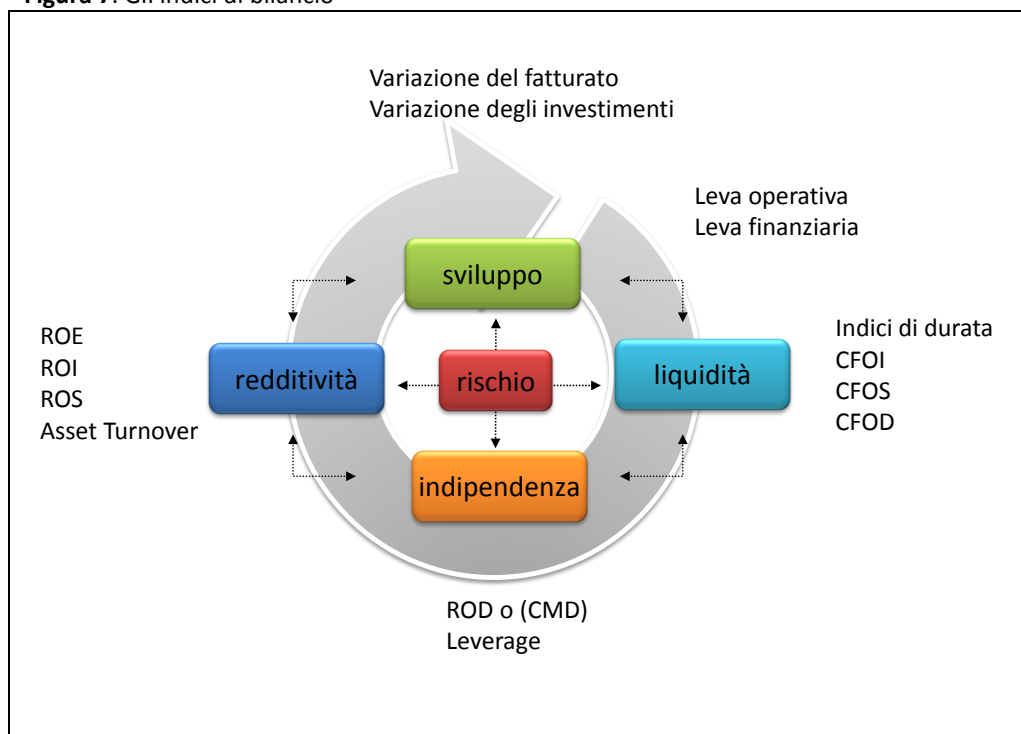 Figura 7. Gli indici di bilancio
Variazione del fatturato
Variazione degli investimenti
Leva operativa
Leva finanziaria
sviluppo
ROE
ROI
ROS
Asset Turnover
redditività
rischio
liquidità
Indici di durata
CFOI
CFOS
CFOD
indipendenza
ROD o (CMD)
Leverage